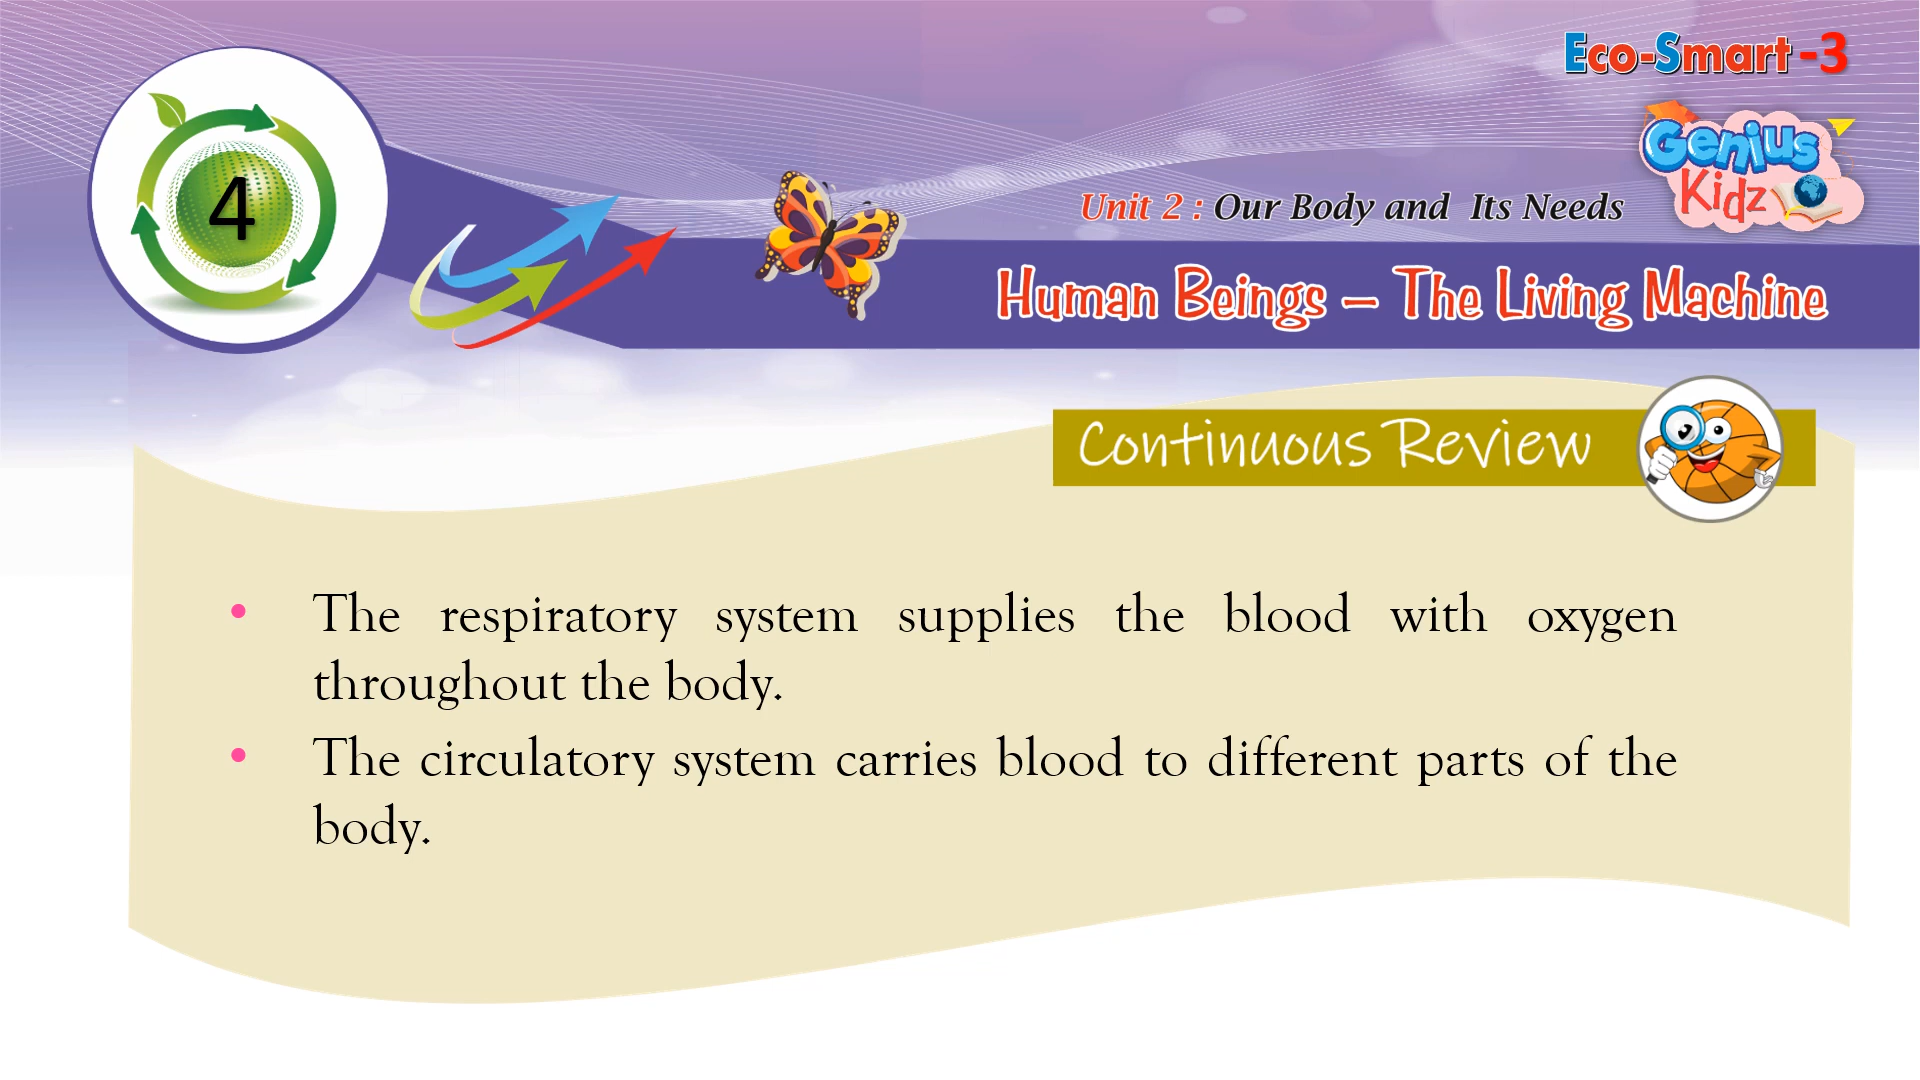 Eco-Smart -3
Genius
Kidz
4
Unit 2 : Our Body and Its Needs
Human Beings – The Living Machine
Continuous Review
• The respiratory system supplies the blood with oxygen
throughout the body.
• The circulatory system carries blood to different parts of the
body.